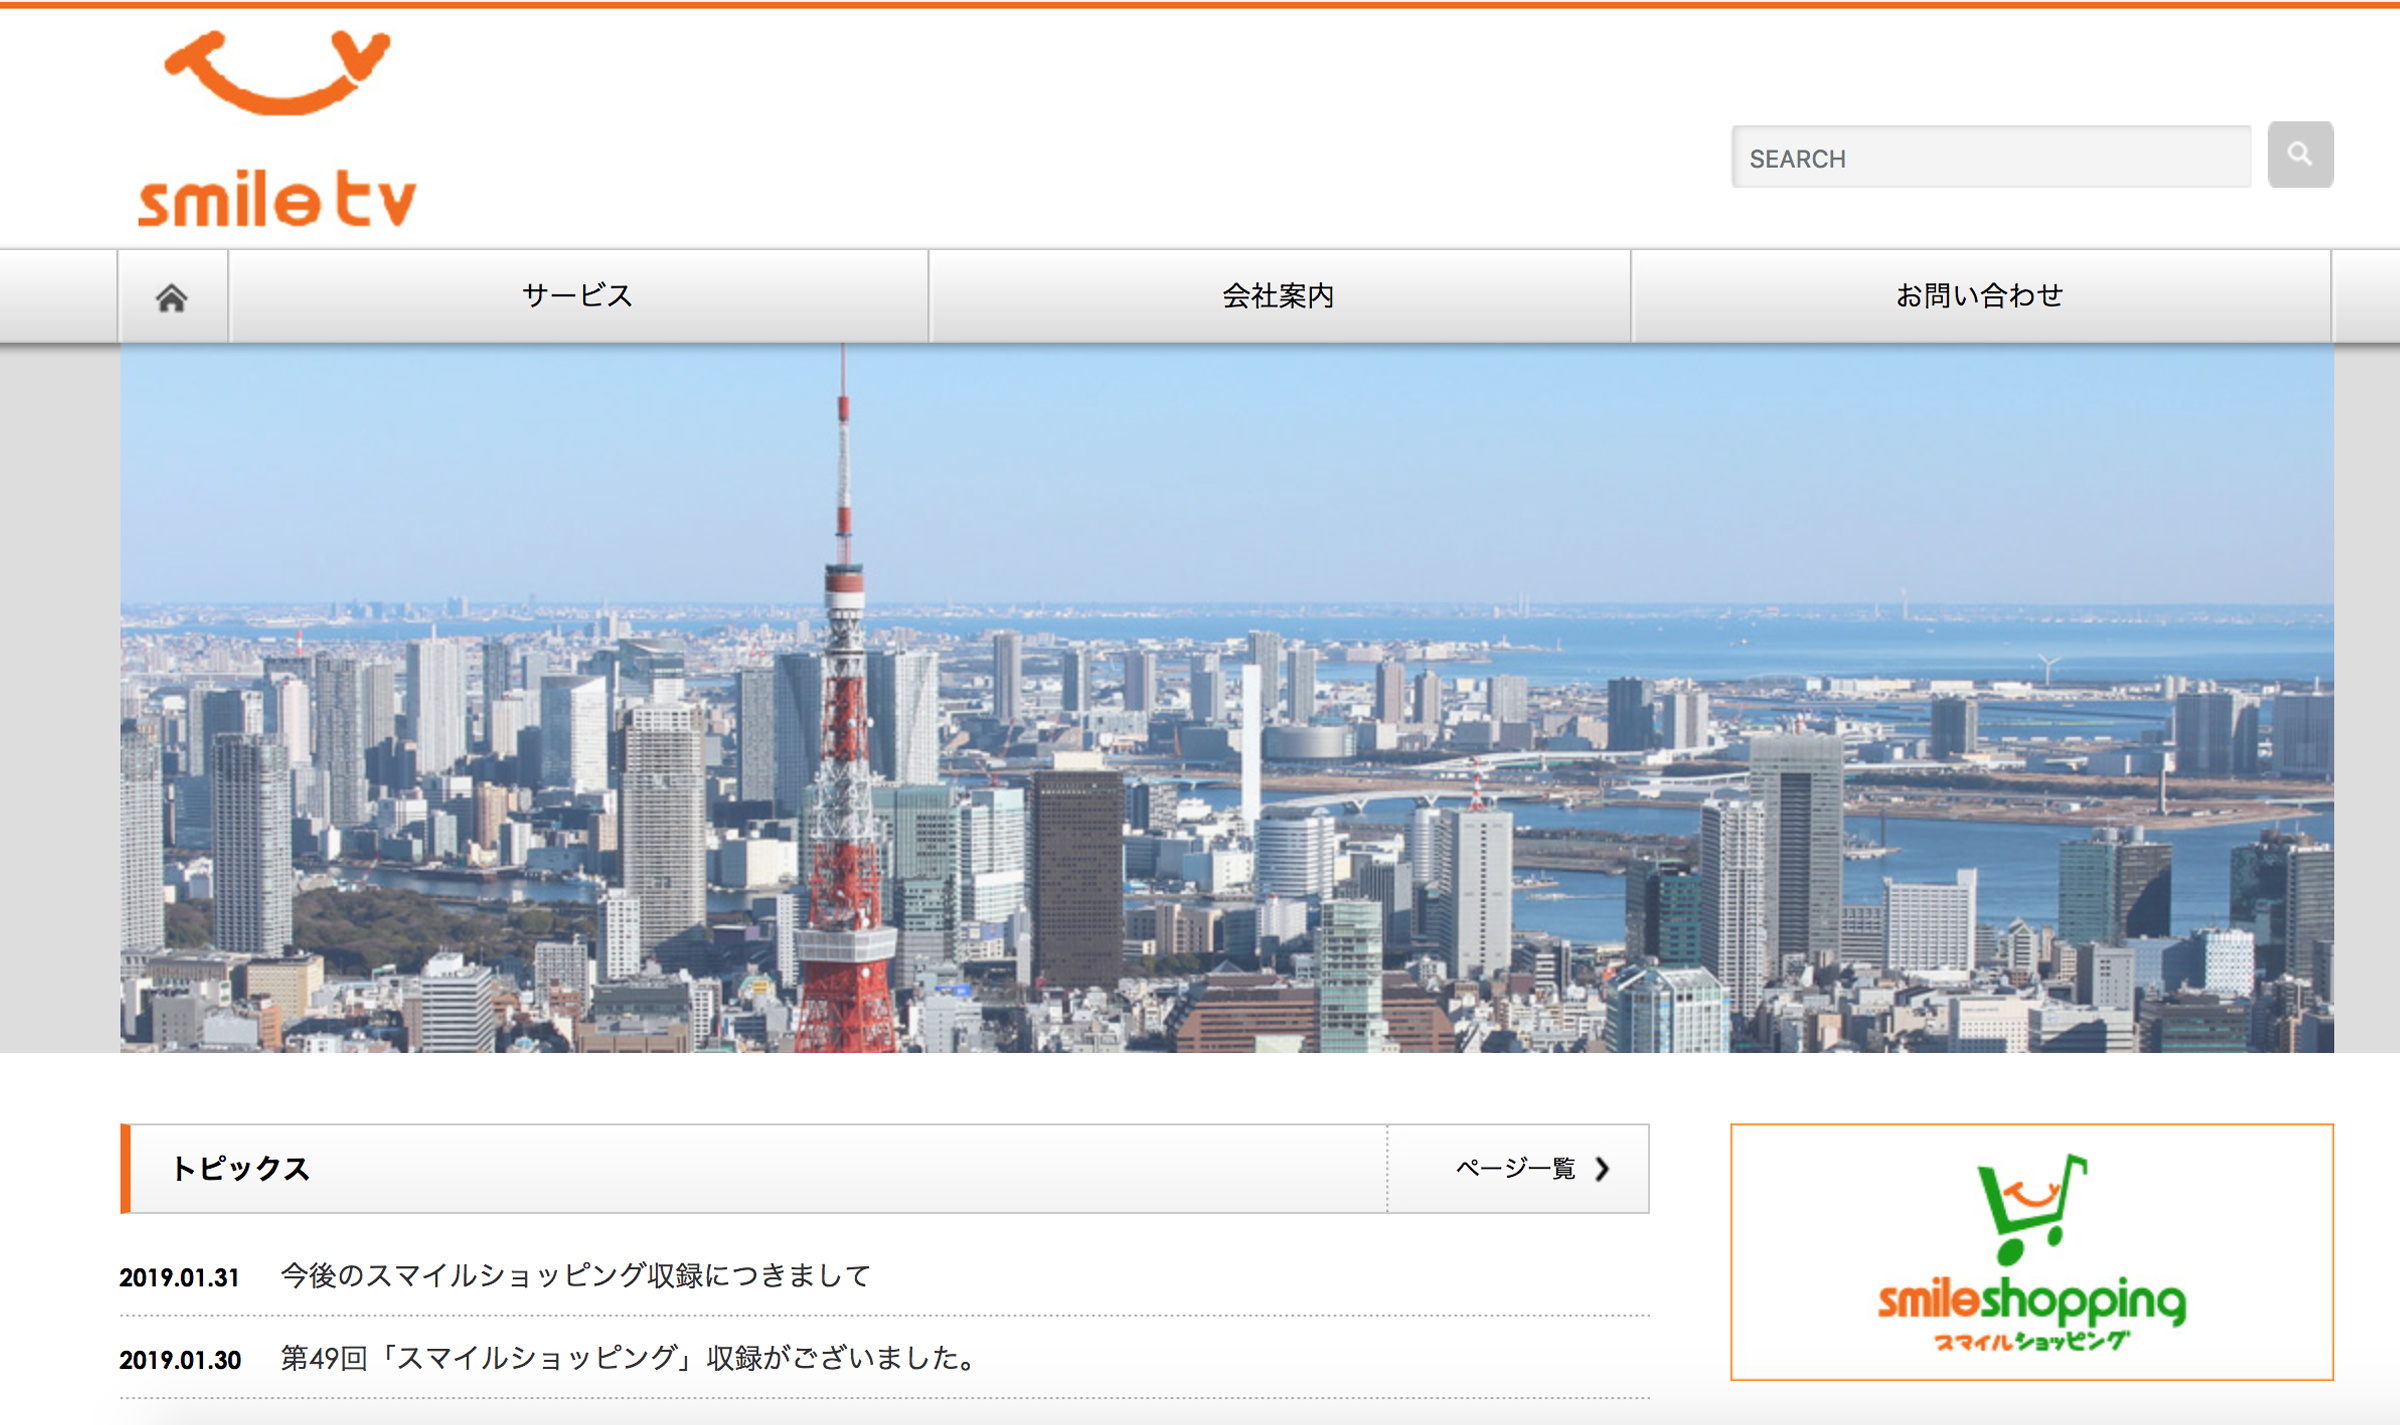 smile tv
SEARCH
サービス
会社案内
お問い合わせ
トピックス
ページ一覧
2019.01.31 今後のスマイルショッピング収録につきまして
2019.01.30 第49回「スマイルショッピング」収録がございました。
smileshopping
スマイルショッピング